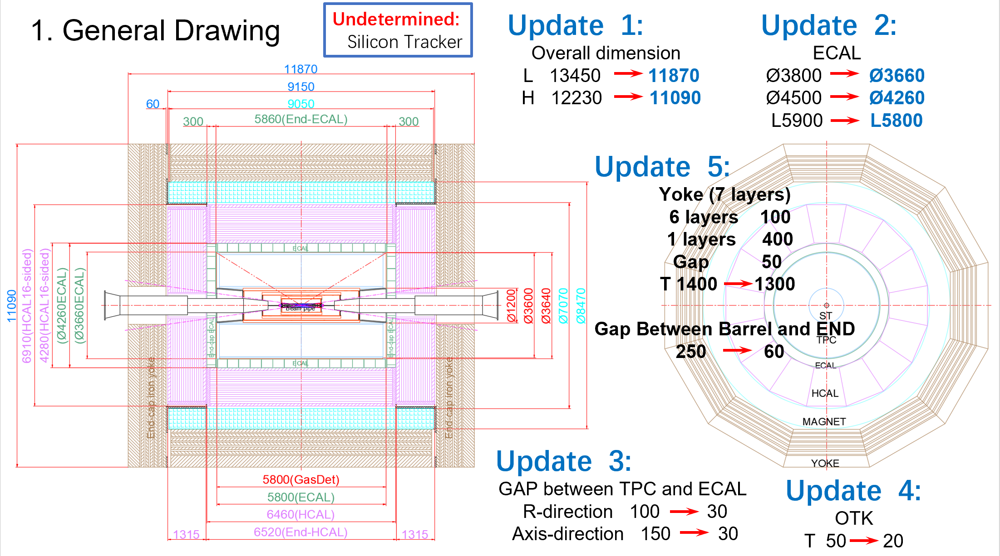 1. General Drawing
Undetermined:
Silicon Tracker
Update 1:
Overall dimension
L 13450 11870
H 12230 11090
Update 2:
ECAL
Ø3800 Ø3660
Ø4500 Ø4260
L5900 L5800
11870
9150
60
9050
300
5860(End-ECAL)
300
11090
6910(HCAL16-sided)
4280(HCAL16-sided)
(Ø4260ECAL)
(Ø3660ECAL)
ECAL
Beam pipe
End-cap ECAL
End-cap ECAL
ECAL
End-cap iron yoke
End-cap iron yoke
Ø1200
Ø3600
Ø3640
Ø7070
Ø8470
5800(GasDet)
5800(ECAL)
6460(HCAL)
1315
6520(End-HCAL)
1315
Update 5:
Yoke (7 layers)
6 layers 100
1 layers 400
Gap 50
T 1400 1300
Gap Between Barrel and END
250 60
ST
TPC
ECAL
HCAL
MAGNET
YOKE
Update 3:
GAP between TPC and ECAL
R-direction 100 30
Axis-direction 150 30
Update 4:
OTK
T 50 20